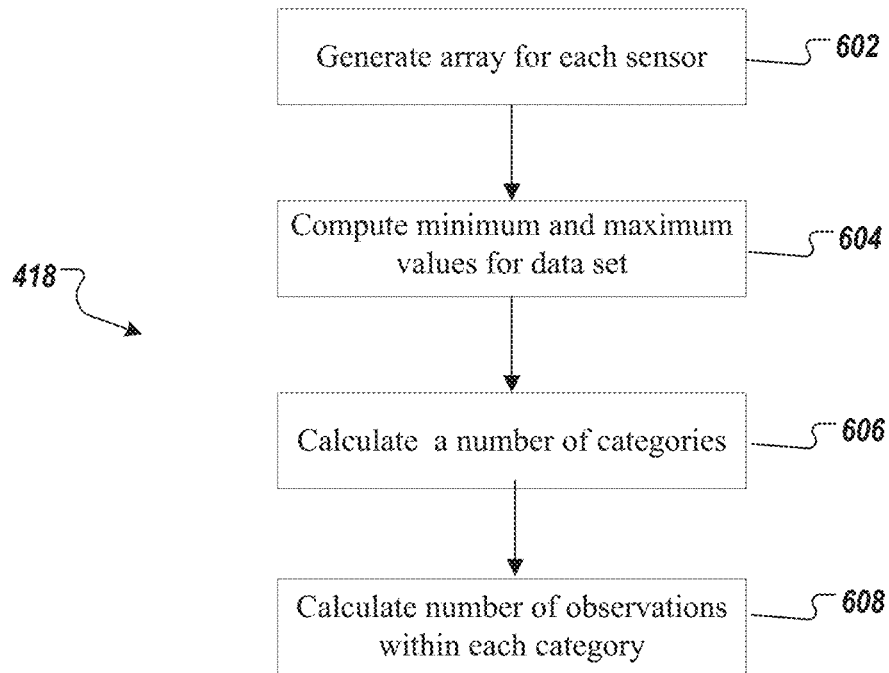 Generate array for each sensor
602
Compute minimum and maximum
values for data set
604
418
Calculate a number of categories
606
Calculate number of observations
within each category
608